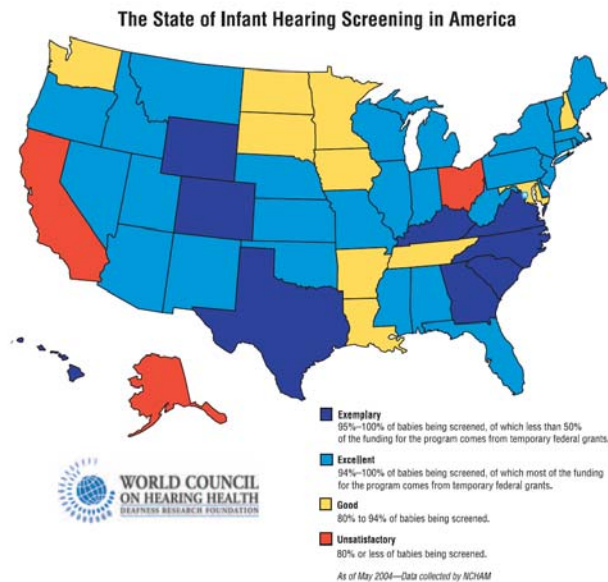 The State of Infant Hearing Screening in America
Exemplary
95%–100% of babies being screened, of which less than 50%
of the funding for the program comes from temporary federal grants.
Excellent
94%–100% of babies being screened, of which most of the funding
for the program comes from temporary federal grants.
Good
80% to 94% of babies being screened.
Unsatisfactory
80% or less of babies being screened.
WORLD COUNCIL
ON HEARING HEALTH
DEAFNESS RESEARCH FOUNDATION
As of May 2004—Data collected by NCHAM